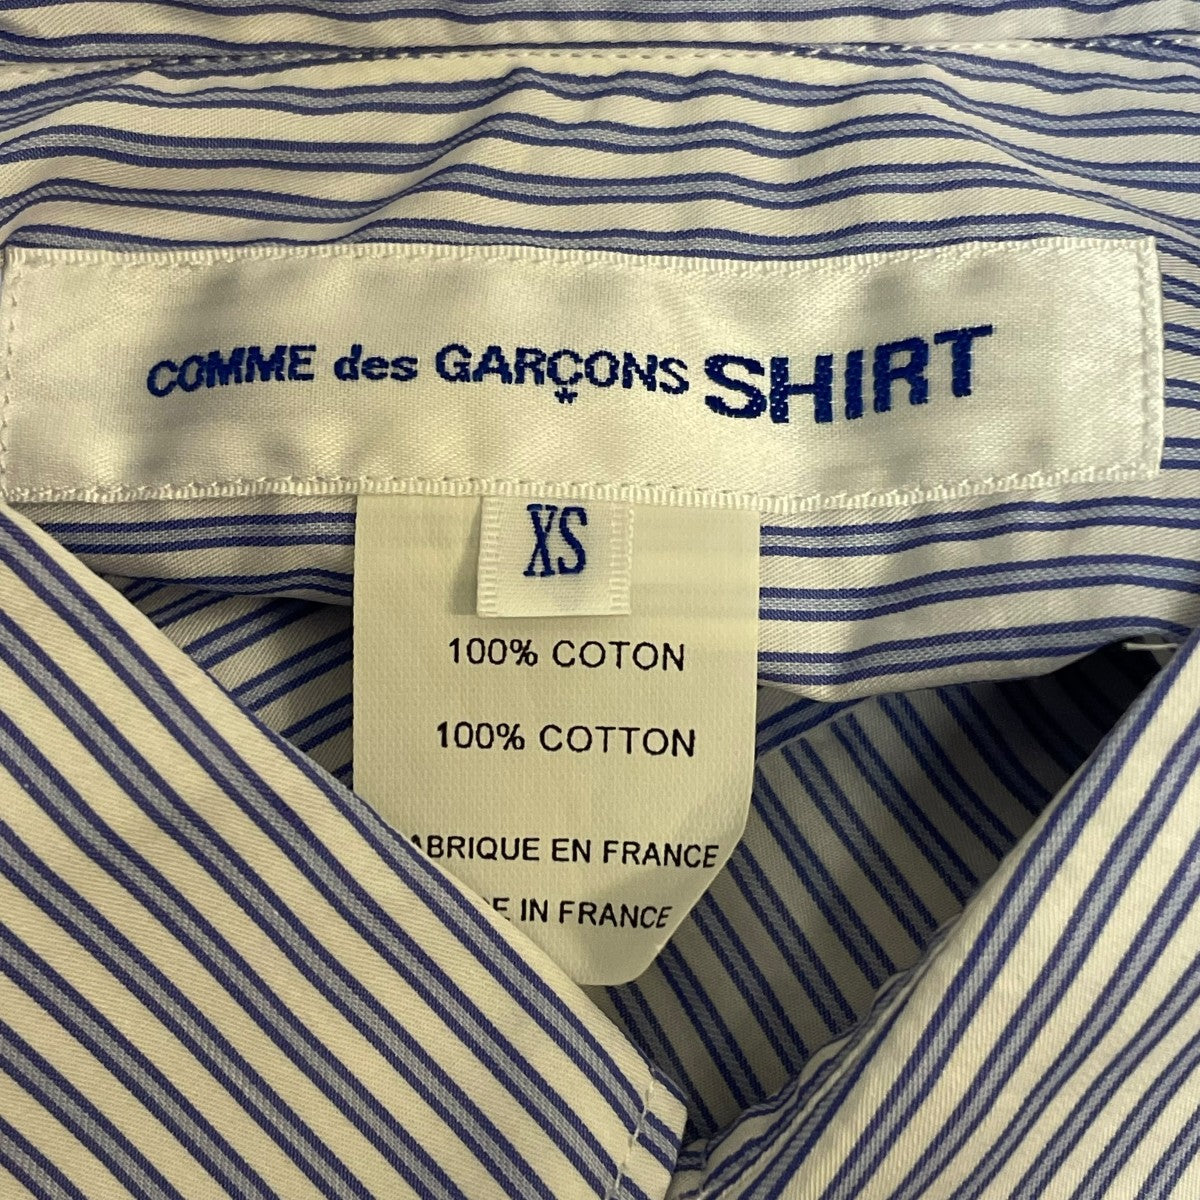 COMME des GARÇONS SHIRT
XS
100% COTON
100% COTTON
ABRIQUE EN FRANCE
E IN FRANCE